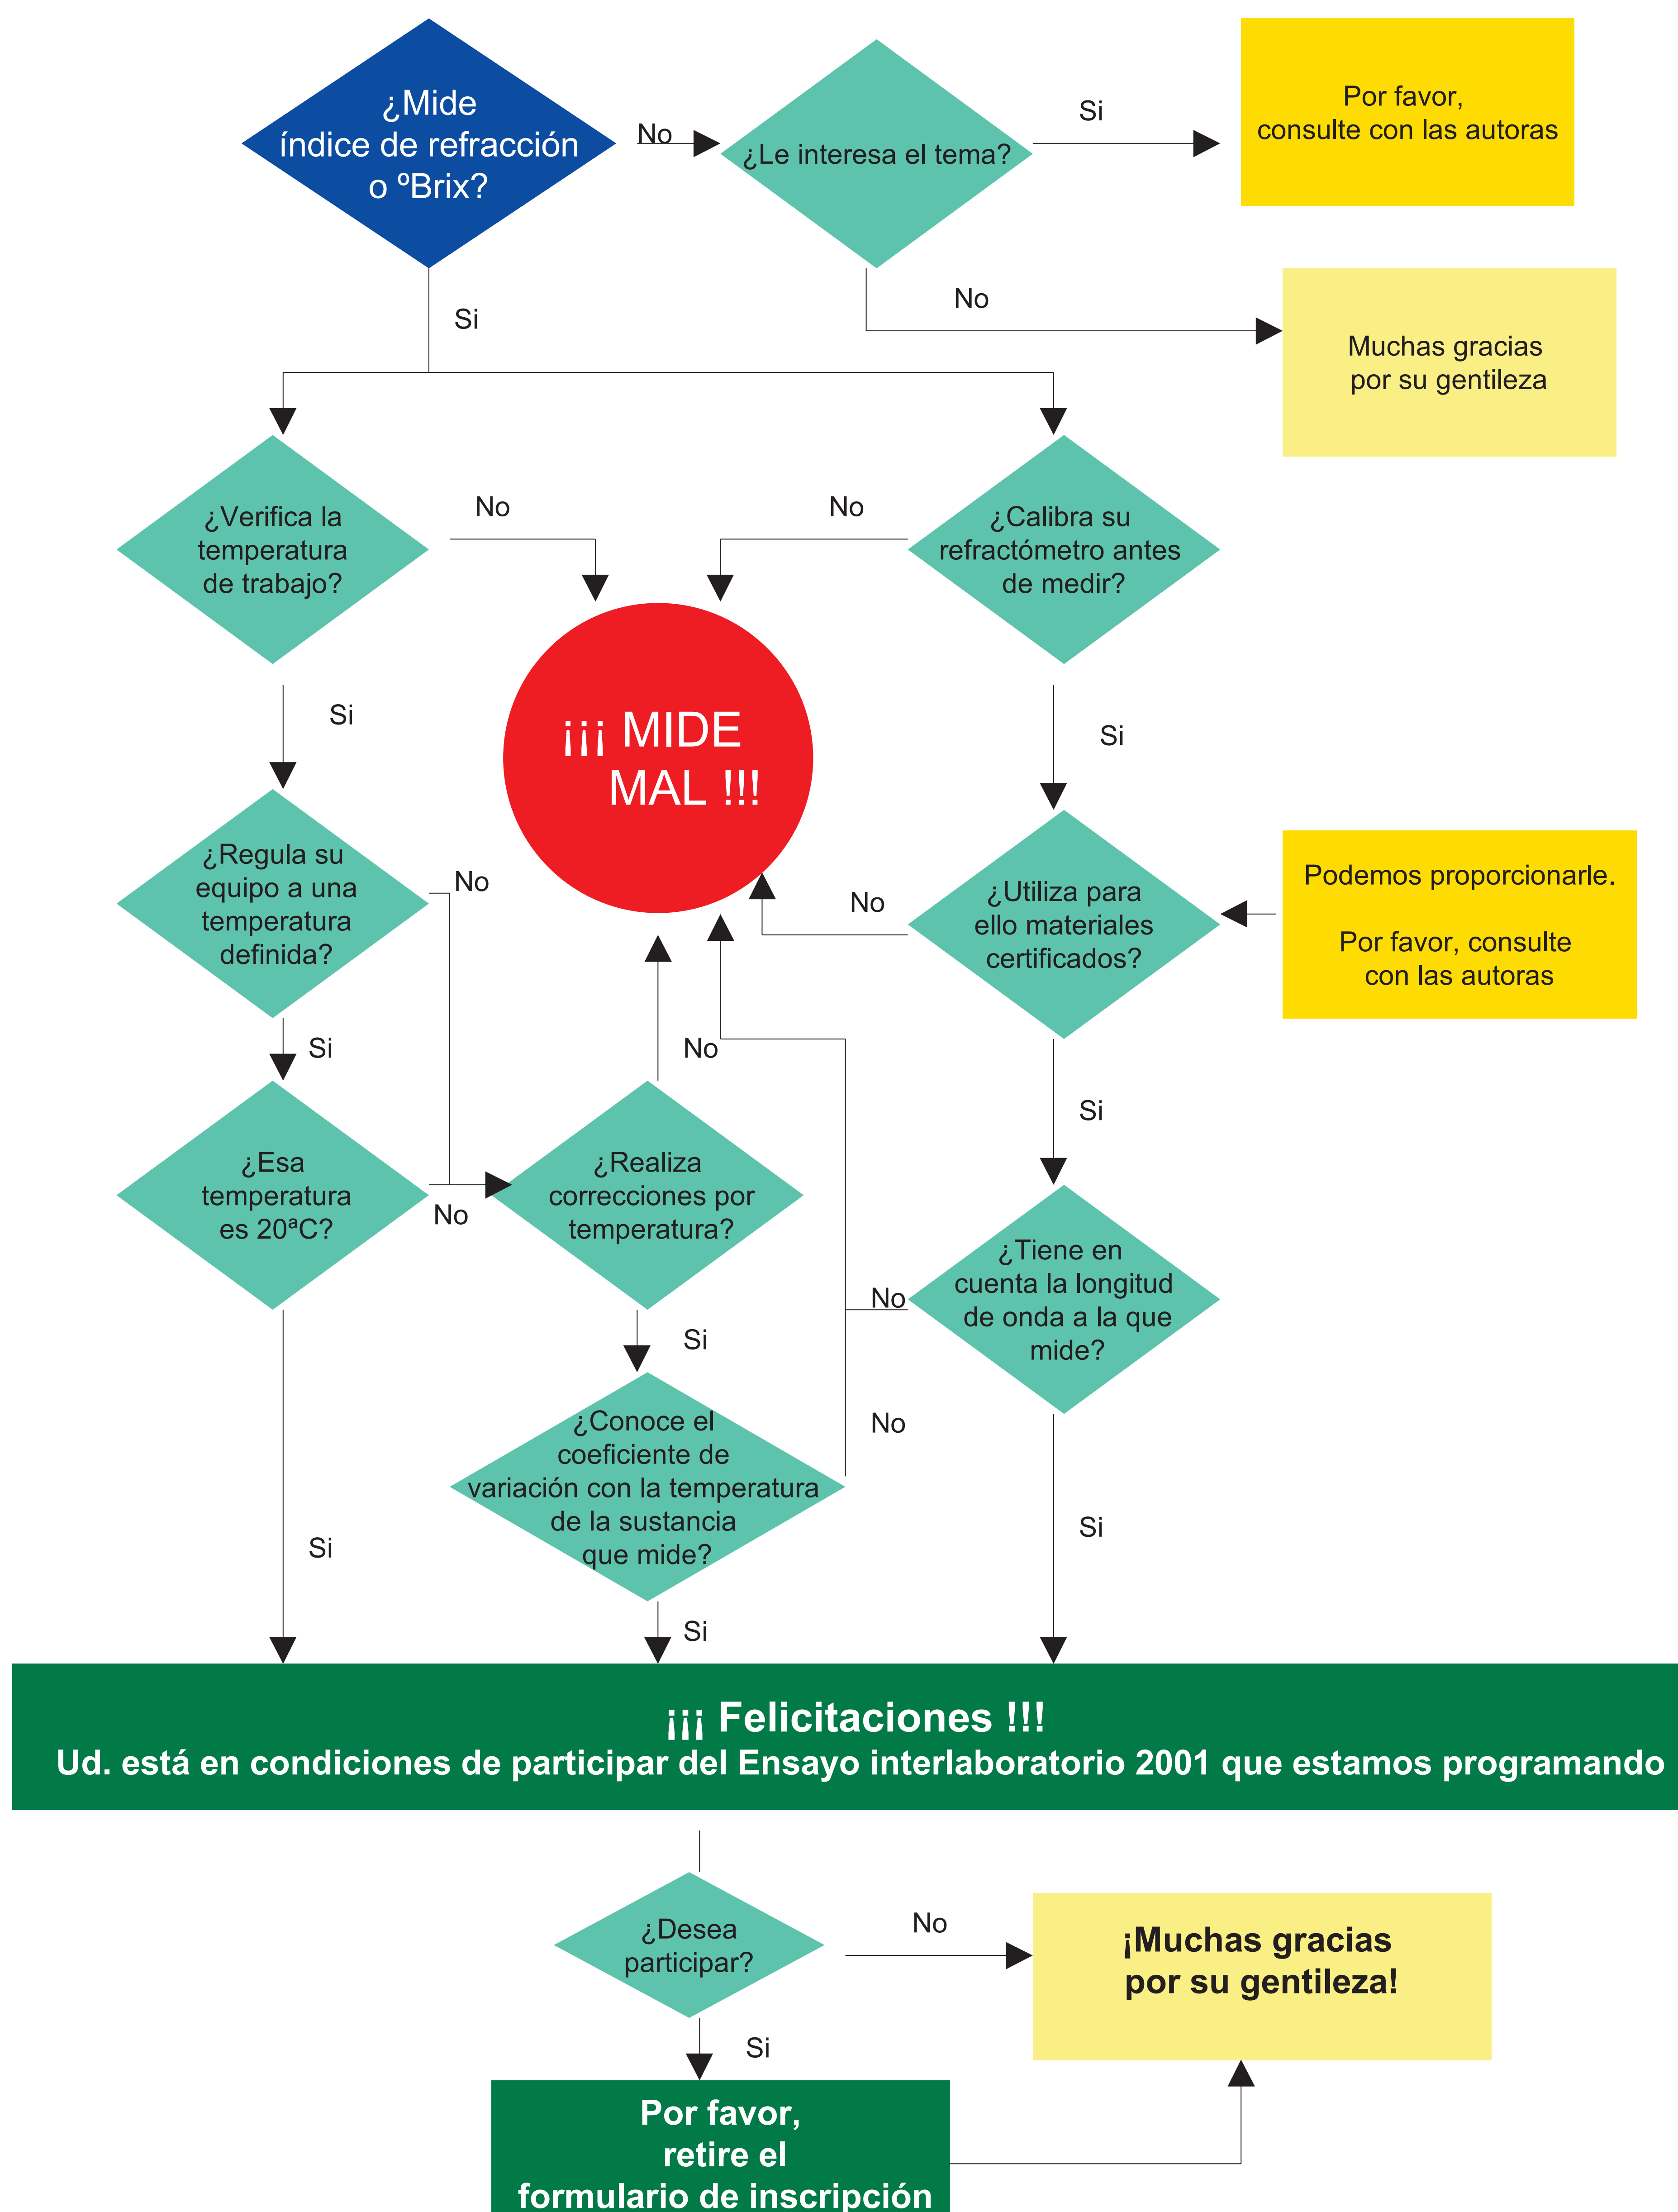 ¿Mide
índice de refracción
o ºBrix?
No
¿Le interesa el tema?
Si
Por favor,
consulte con las autoras
No
Muchas gracias
por su gentileza
Si
¿Verifica la
temperatura
de trabajo?
No
No
¿Calibra su
refractómetro antes
de medir?
¡¡¡ MIDE
MAL !!!
Si
Si
¿Regula su
equipo a una
temperatura
definida?
No
No
¿Utiliza para
ello materiales
certificados?
Podemos proporcionarle.
Por favor, consulte
con las autoras
Si
No
Si
¿Esa
temperatura
es 20ªC?
No
¿Realiza
correcciones por
temperatura?
¿Tiene en
cuenta la longitud
de onda a la que
mide?
No
Si
¿Conoce el
coeficiente de
variación con la temperatura
de la sustancia
que mide?
No
Si
Si
Si
¡¡¡ Felicitaciones !!!
Ud. está en condiciones de participar del Ensayo interlaboratorio 2001 que estamos programando
¿Desea
participar?
No
¡Muchas gracias
por su gentileza!
Si
Por favor,
retire el
formulario de inscripción